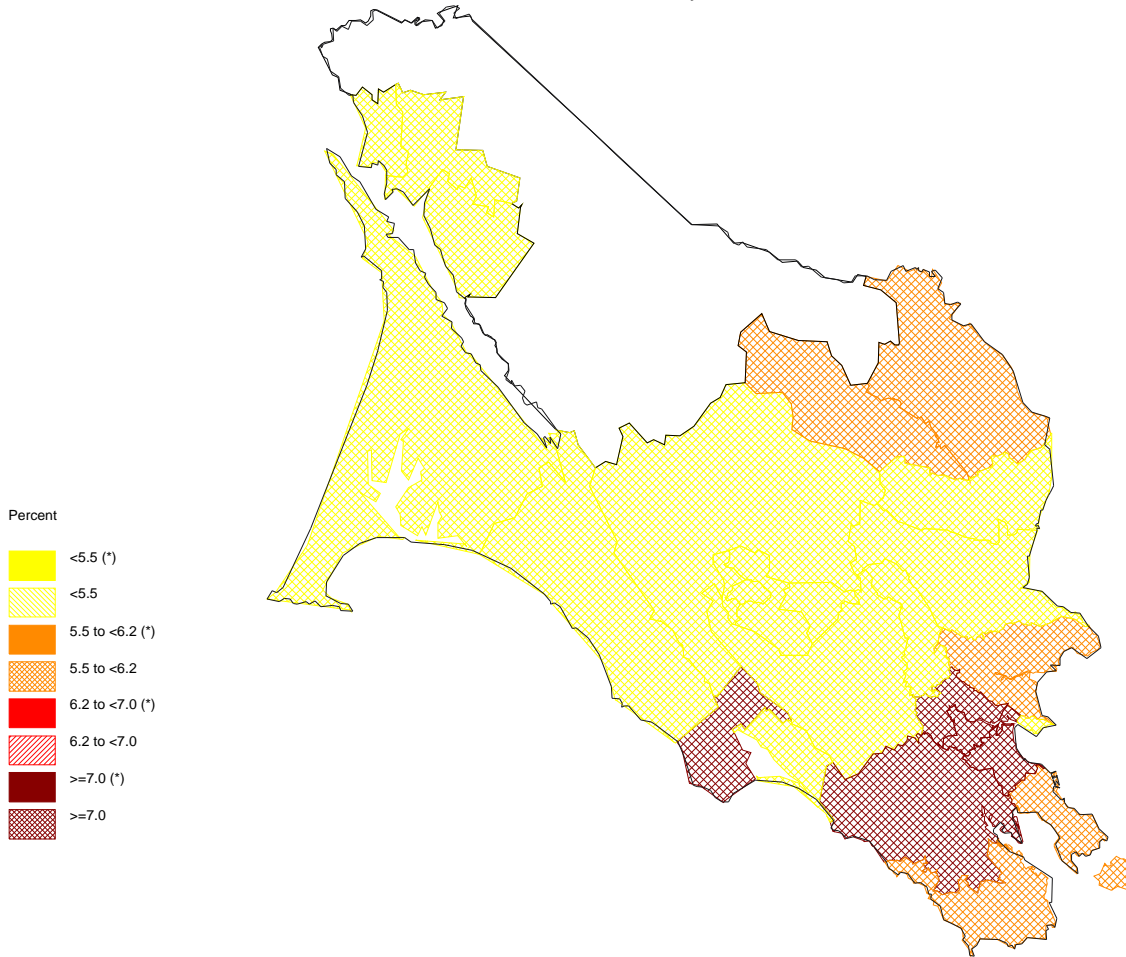 Percent
<5.5 (*)
<5.5
5.5 to <6.2 (*)
5.5 to <6.2
6.2 to <7.0 (*)
6.2 to <7.0
>=7.0 (*)
>=7.0